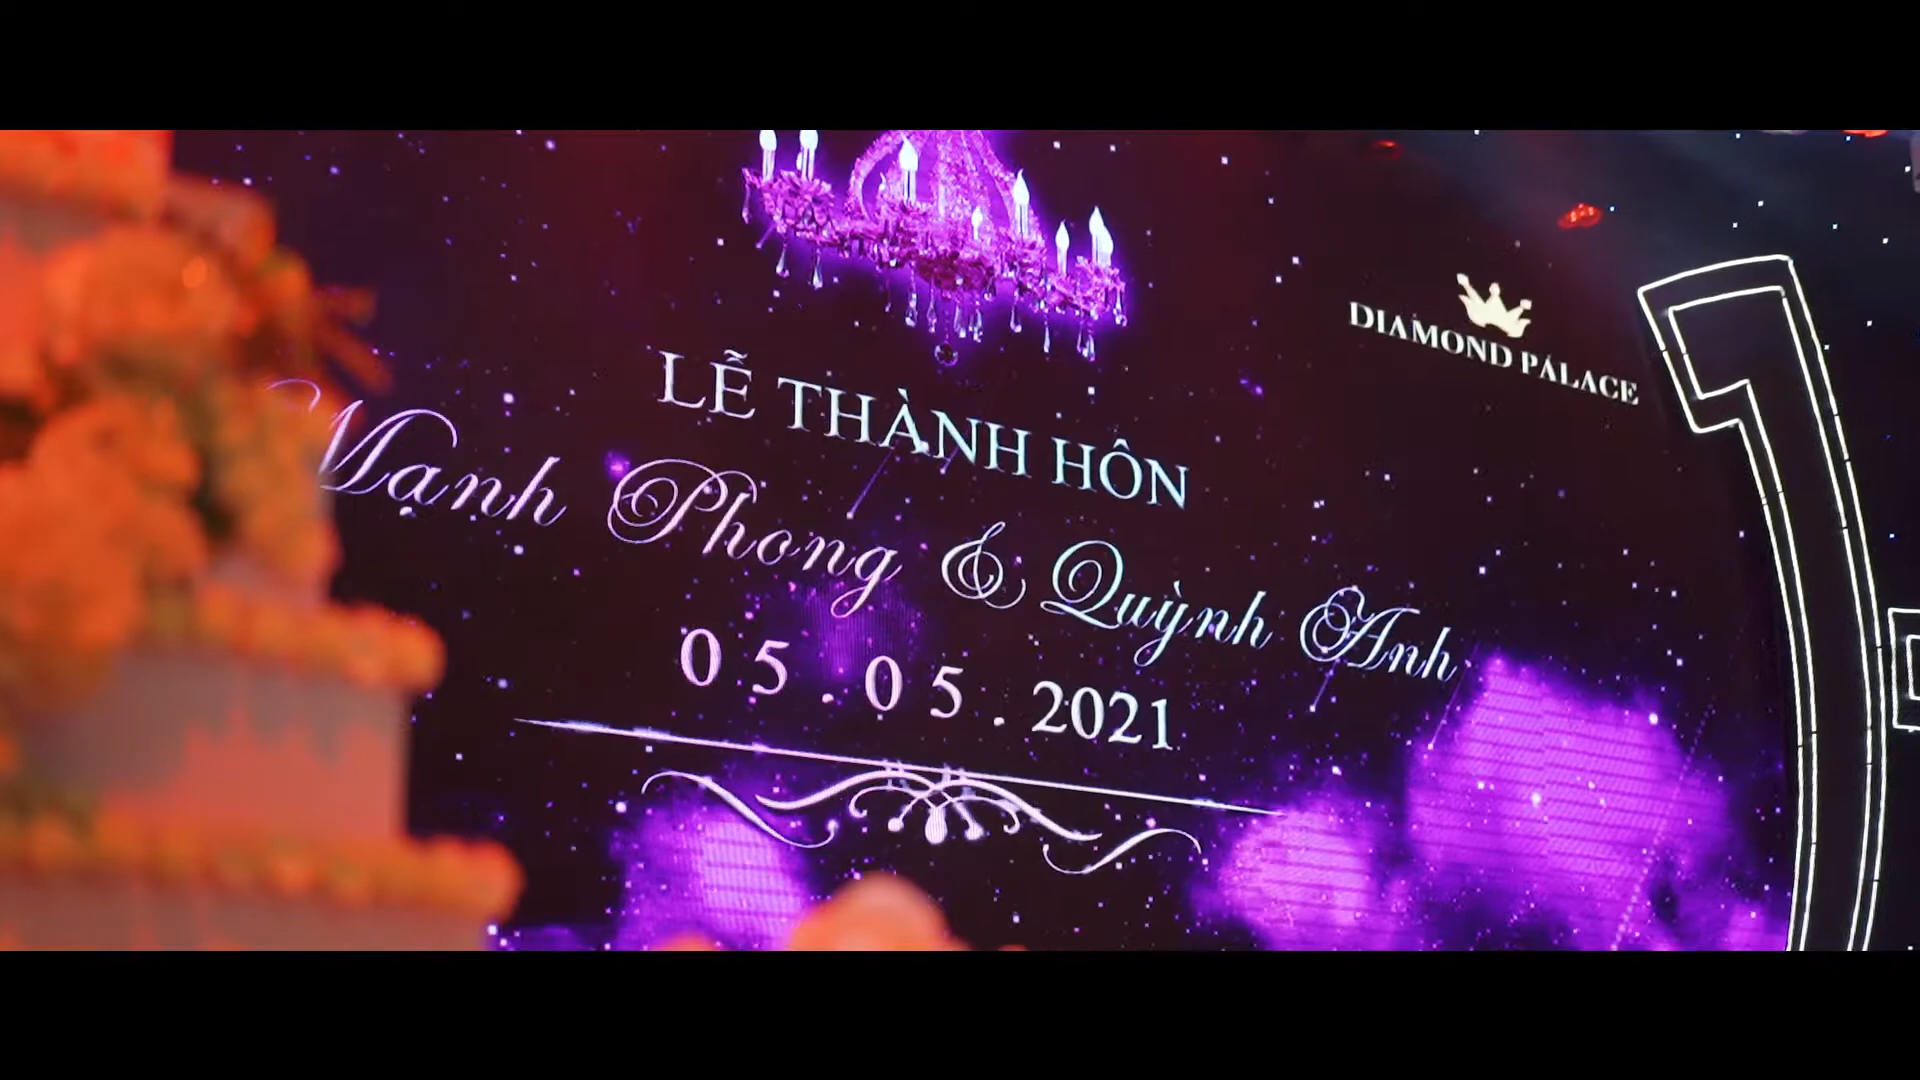 DIAMOND PALACE
LỄ THÀNH HÔN
Mạnh Phong & Quỳnh Anh
05.05.2021